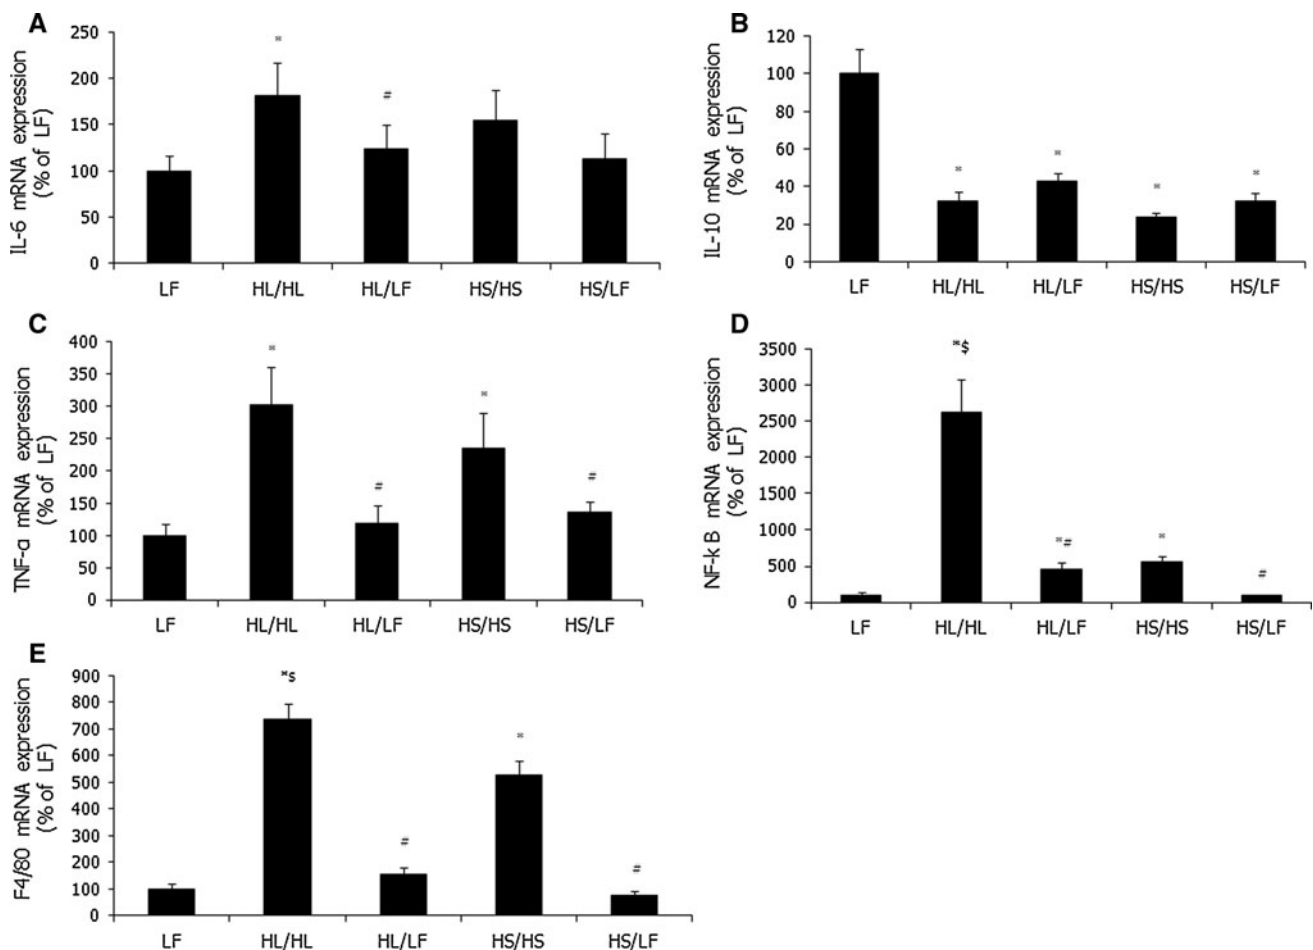 A
IL-6 mRNA expression
(% of LF)
250
200
150
100
50
0
*
#
LF HL/HL HL/LF HS/HS HS/LF
B
IL-10 mRNA expression
(% of LF)
120
100
80
60
40
20
0
* * * *
LF HL/HL HL/LF HS/HS HS/LF
C
TNF-α mRNA expression
(% of LF)
400
350
300
250
200
150
100
50
0
*
#
*
#
LF HL/HL HL/LF HS/HS HS/LF
D
NF-kB mRNA expression
(% of LF)
3500
3000
2500
2000
1500
1000
500
0
*$
*#
*
#
LF HL/HL HL/LF HS/HS HS/LF
E
F4/80 mRNA expression
(% of LF)
900
800
700
600
500
400
300
200
100
0
*$
#
*
#
LF HL/HL HL/LF HS/HS HS/LF